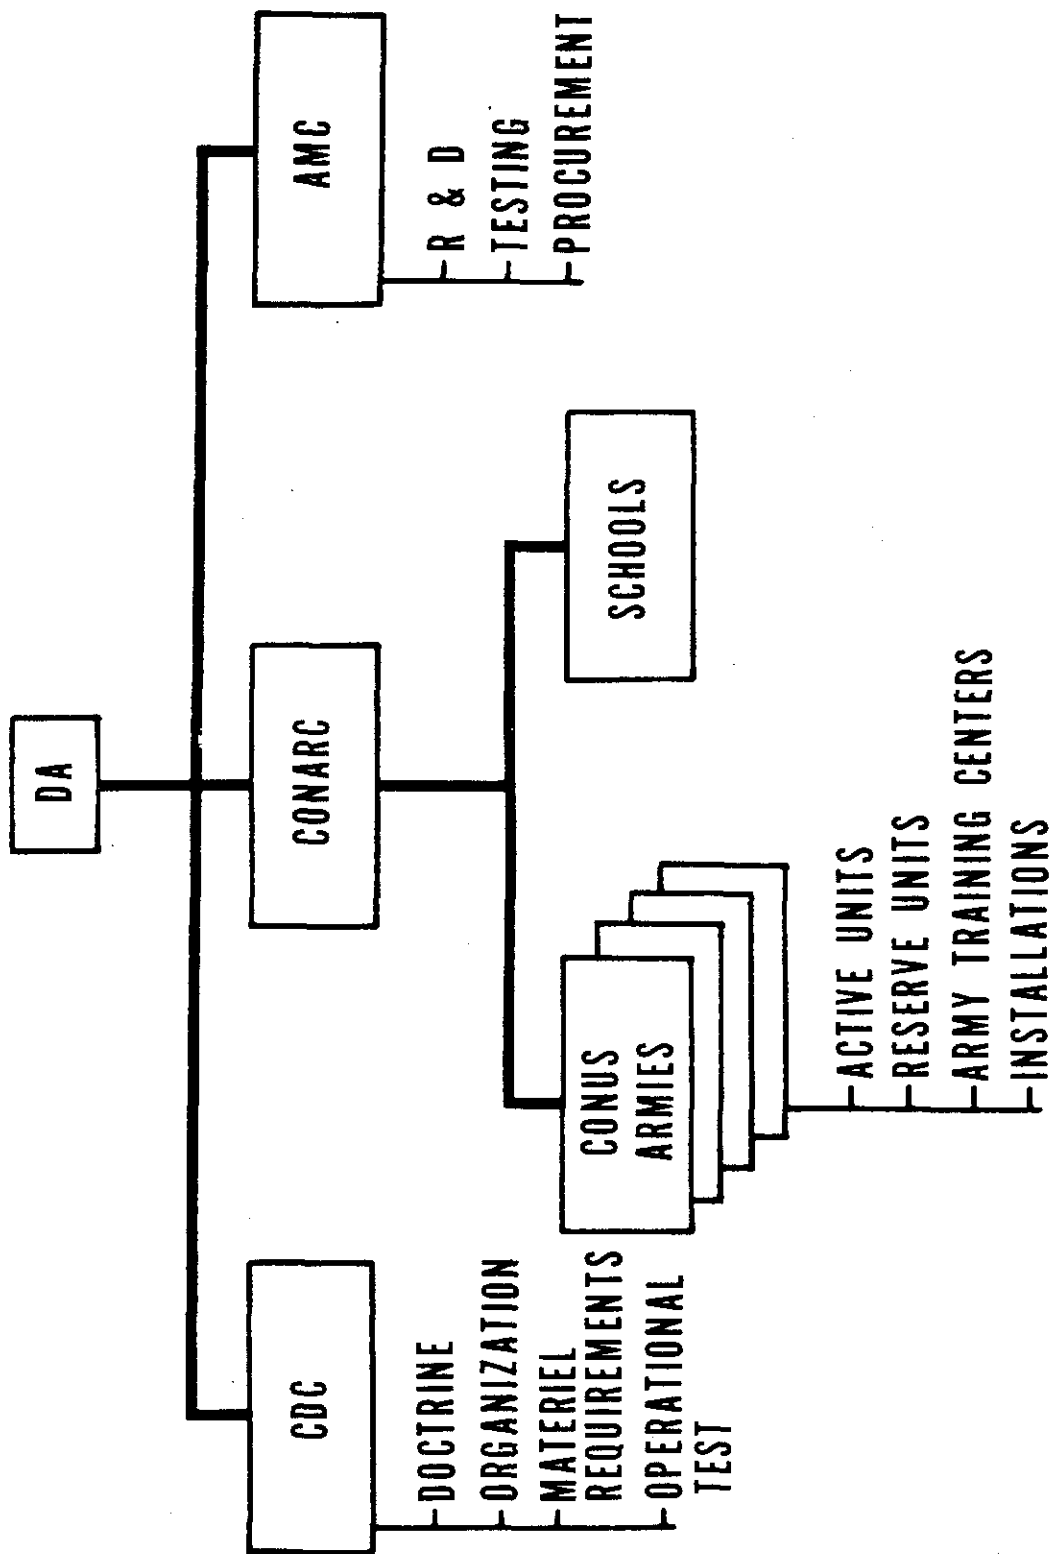 DA
CDC
CONARC
AMC
DOCTRINE
ORGANIZATION
MATERIEL
REQUIREMENTS
OPERATIONAL
TEST
R & D
TESTING
PROCUREMENT
CONUS
ARMIES
SCHOOLS
ACTIVE UNITS
RESERVE UNITS
ARMY TRAINING CENTERS
INSTALLATIONS